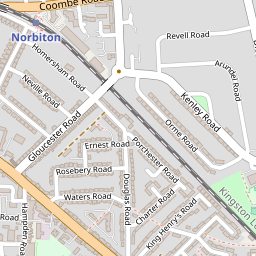 Coombe Road
Norbiton
Revell Road
Homersham Road
Arundel Road
Neville Road
Kenley Road
Gloucester Road
Orme Road
Ernest Road
Porchester Road
Rosebery Road
Kingston L
Waters Road
Douglas Road
Charter Road
Road
Hampden Road
King Henry's Road